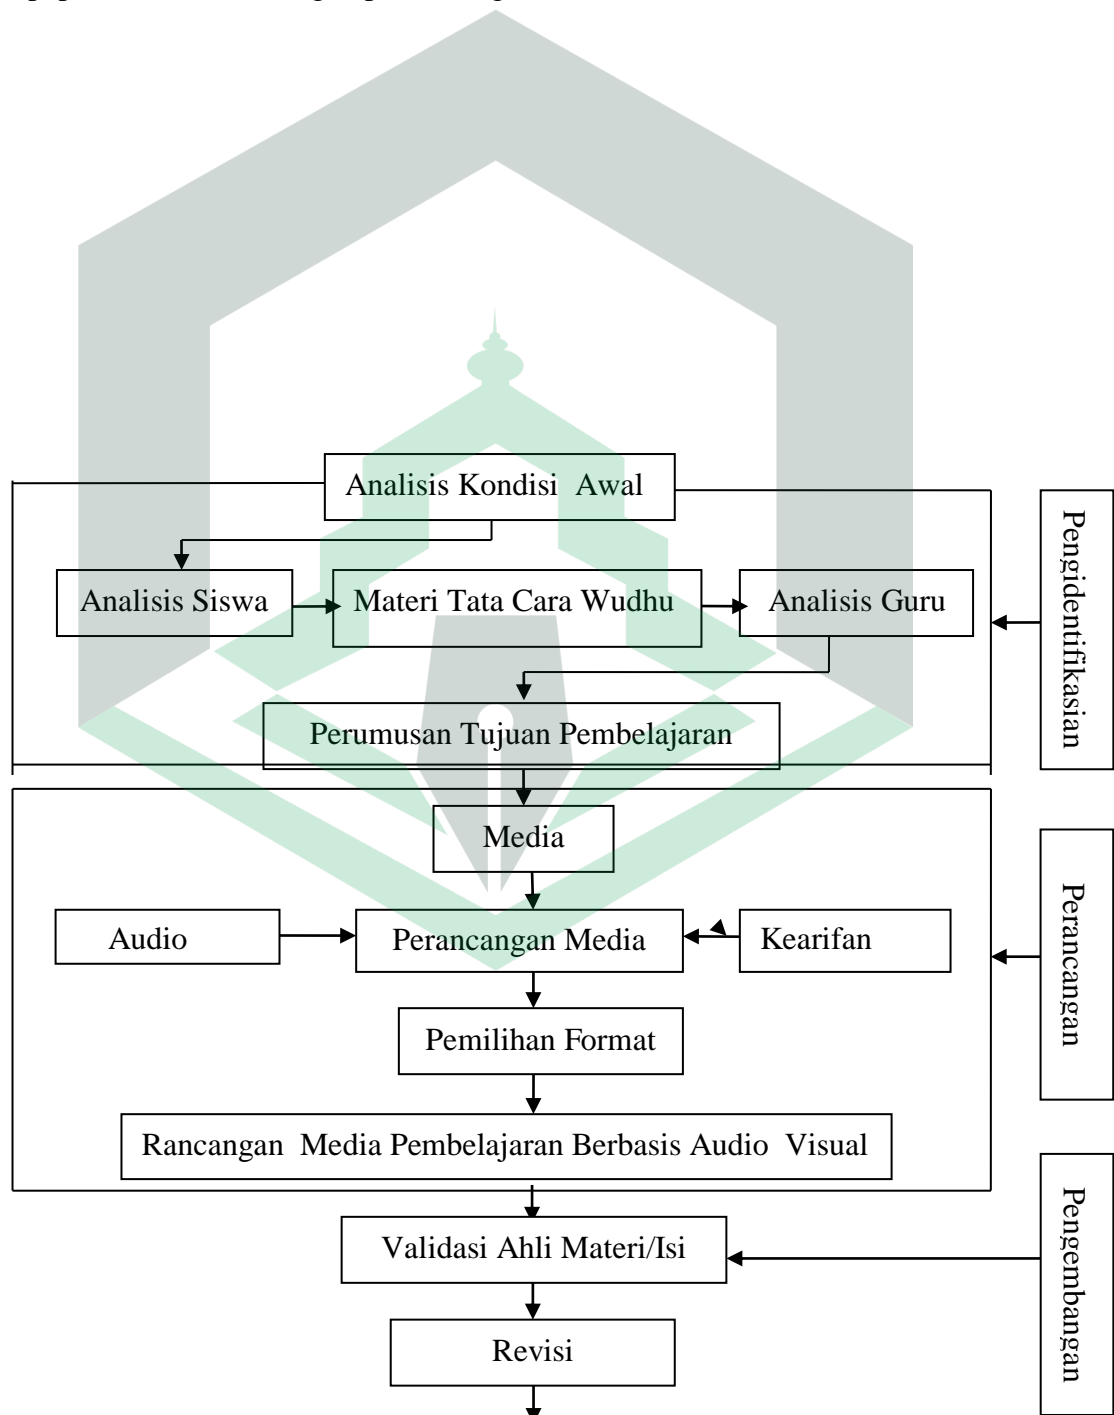 Analisis Kondisi Awal
Analisis Siswa
Materi Tata Cara Wudhu
Analisis Guru
Perumusan Tujuan Pembelajaran
Pengidentifikasian
Media
Audio
Perancangan Media
Kearifan
Pemilihan Format
Rancangan Media Pembelajaran Berbasis Audio Visual
Perancangan
Validasi Ahli Materi/Isi
Revisi
Pengembangan